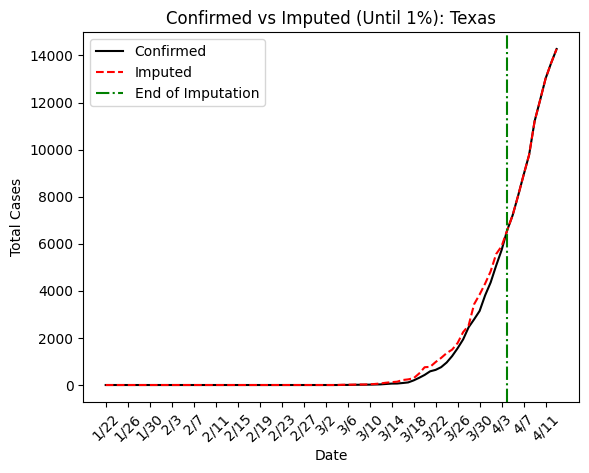 Confirmed vs Imputed (Until 1%): Texas
Confirmed
Imputed
End of Imputation
Total Cases
14000
12000
10000
8000
6000
4000
2000
0
1/22 1/26 1/30 2/3 2/7 2/11 2/15 2/19 2/23 2/27 3/2 3/6 3/10 3/14 3/18 3/22 3/26 3/30 4/3 4/7 4/11
Date